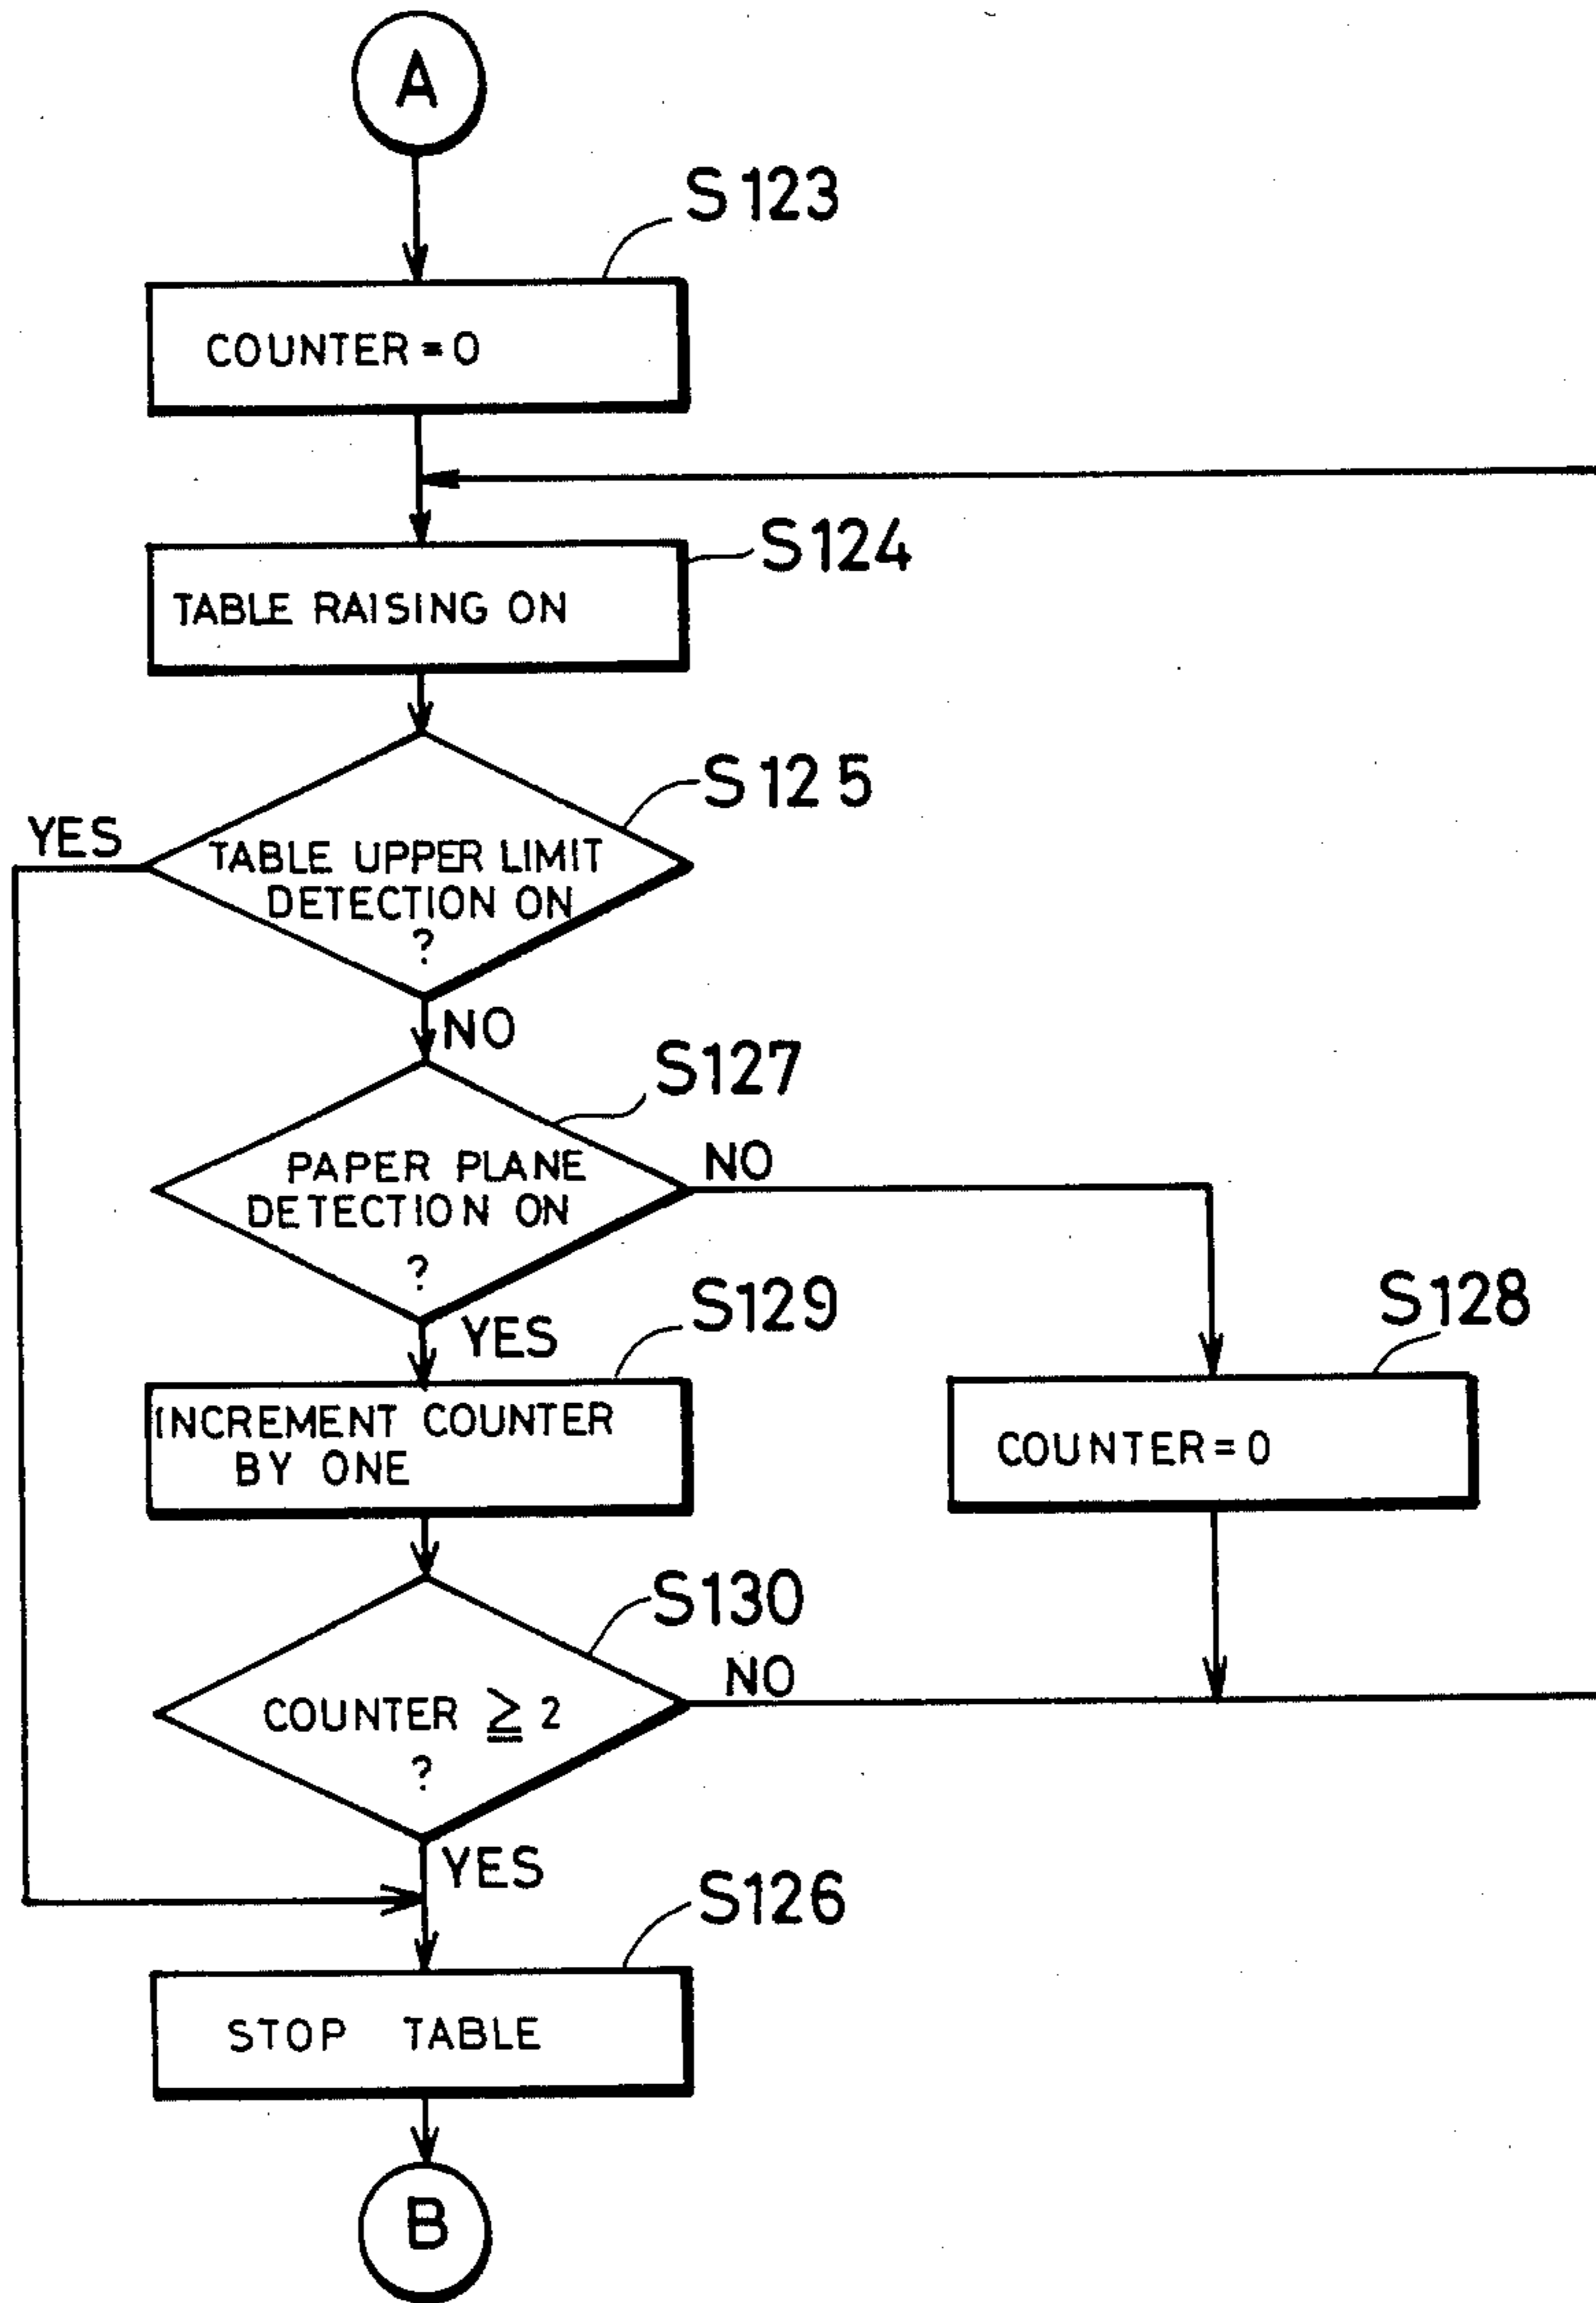 A
S123
COUNTER=0
S124
TABLE RAISING ON
S125
YES
TABLE UPPER LIMIT
DETECTION ON
?
NO
S127
PAPER PLANE
DETECTION ON
?
NO
YES
S129
INCREMENT COUNTER
BY ONE
S128
COUNTER=0
S130
COUNTER ≧ 2
?
NO
YES
S126
STOP TABLE
B